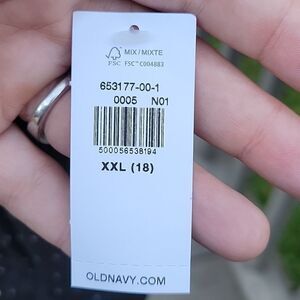 MIX / MIXTE
FSC FSC™ C004883
653177-00-1
0005 N01
500056538194
XXL (18)
OLDNAVY.COM